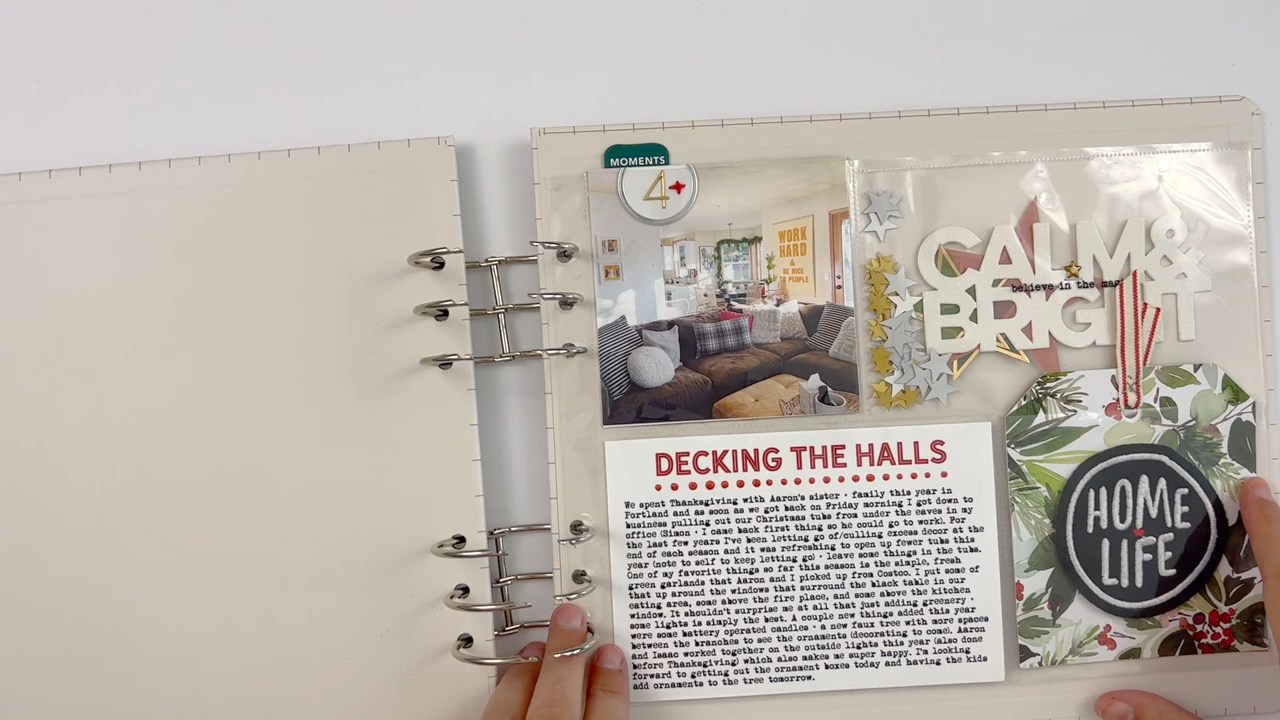 MOMENTS
4+
WORK
HARD
&
BE NICE
TO PEOPLE
CALM &
believe in the mag
BRIGHT
DECKING THE HALLS
We spent Thanksgiving with Aaron's sister + family this year in
Portland and as soon as we got back on Friday morning I got down to
business pulling out our Christmas tubs from under the eaves in my
office (Simon + I came back first thing so he could go to work). For
the last few years I've been letting go of/culling excess decor at the
end of each season and it was refreshing to open up fewer tubs this
year (note to self to keep letting go) + leave some things in the tubs.
One of my favorite things so far this season is the simple, fresh
green garlands that Aaron and I picked up from Costco. I put some of
that up around the windows that surround the black table in our
eating area, some above the fire place, and some above the kitchen
window. It shouldn't surprise me at all that just adding greenery +
some lights is simply the best. A couple new things added this year
were some battery operated candles + a new faux tree with more spaces
between the branches to see the ornaments (decorating to come). Aaron
and Isaac worked together on the outside lights this year (also done
before Thanksgiving) which also makes me super happy. I'm looking
forward to getting out the ornament boxes today and having the kids
add ornaments to the tree tomorrow.
HOME
LIFE